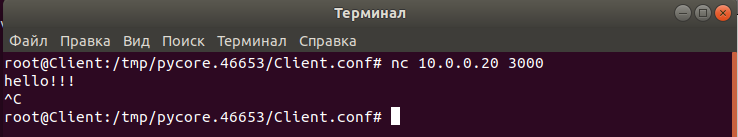 Терминал
Файл Правка Вид Поиск Терминал Справка
root@Client:/tmp/pycore.46653/Client.conf# nc 10.0.0.20 3000
hello!!!
^C
root@Client:/tmp/pycore.46653/Client.conf#